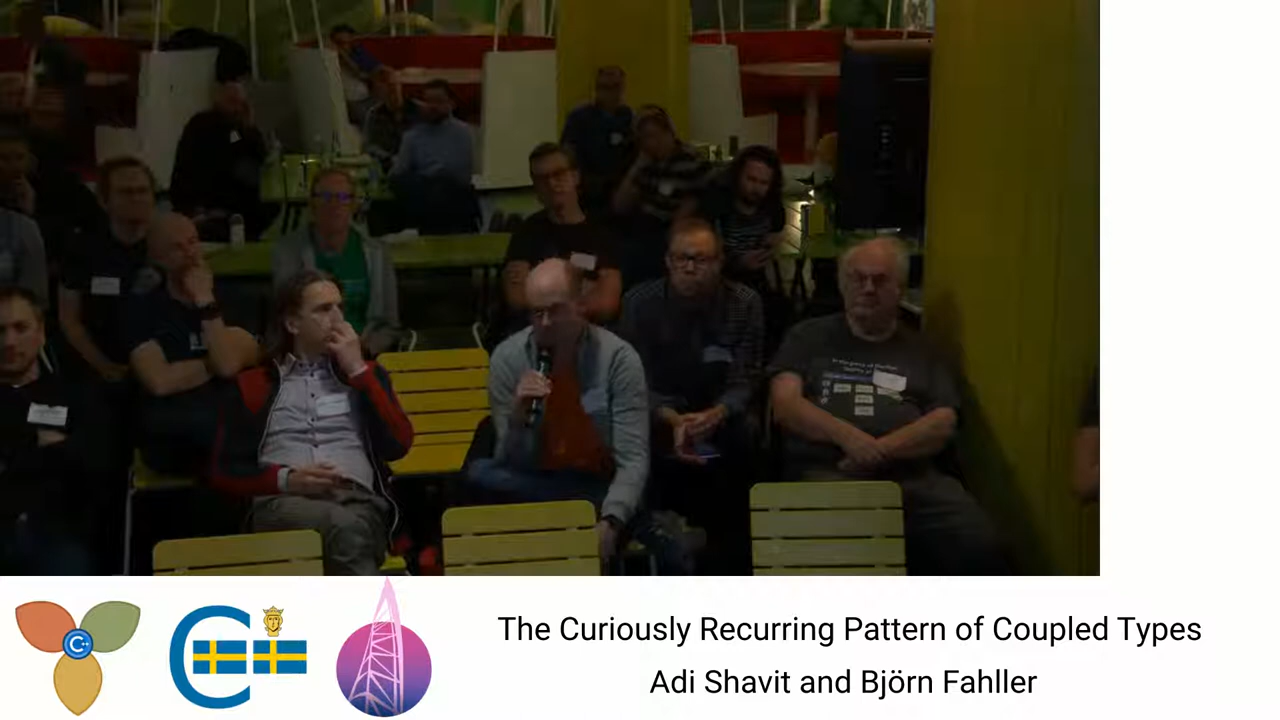 The Curiously Recurring Pattern of Coupled Types
Adi Shavit and Björn Fahller